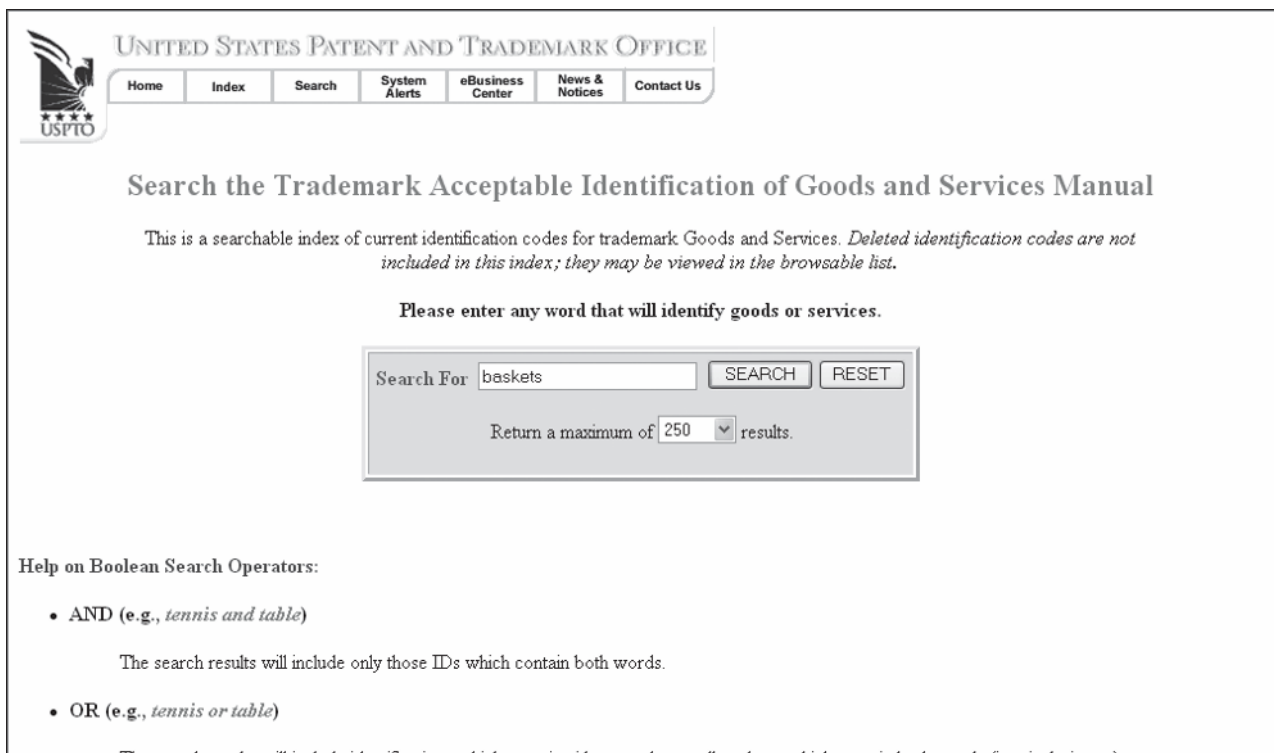 UNITED STATES PATENT AND TRADEMARK OFFICE
Home Index Search System Alerts eBusiness Center News & Notices Contact Us
USPTO
Search the Trademark Acceptable Identification of Goods and Services Manual
This is a searchable index of current identification codes for trademark Goods and Services. Deleted identification codes are not
included in this index; they may be viewed in the browsable list.
Please enter any word that will identify goods or services.
Search For baskets SEARCH RESET
Return a maximum of 250 results.
Help on Boolean Search Operators:
• AND (e.g., tennis and table)
The search results will include only those IDs which contain both words.
• OR (e.g., tennis or table)